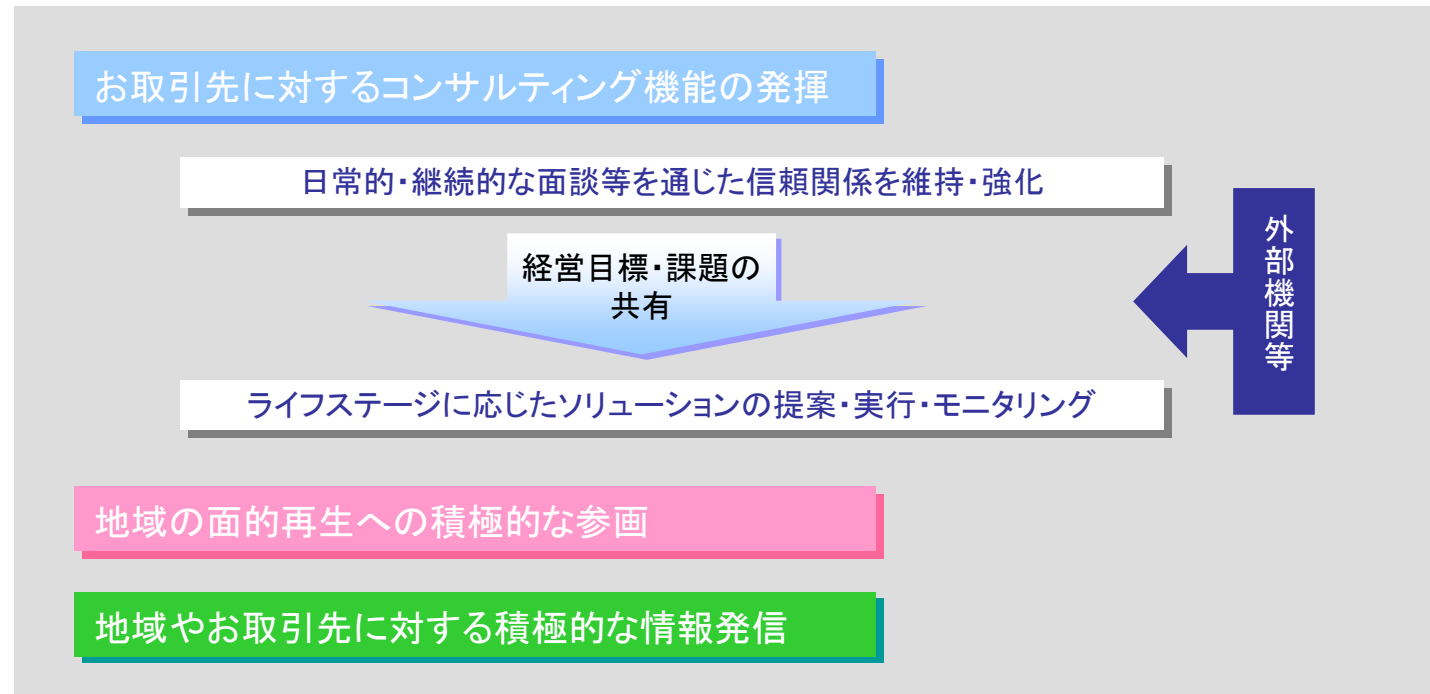 お取引先に対するコンサルティング機能の発揮
日常的・継続的な面談等を通じた信頼関係を維持・強化
経営目標・課題の
共有
外部機関等
ライフステージに応じたソリューションの提案・実行・モニタリング
地域の面的再生への積極的な参画
地域やお取引先に対する積極的な情報発信